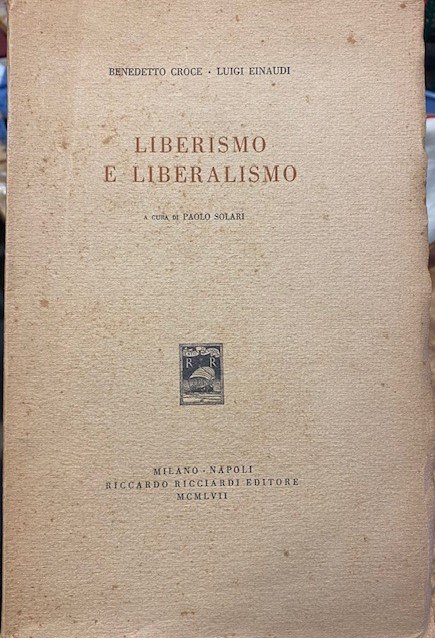 BENEDETTO CROCE · LUIGI EINAUDI
LIBERISMO
E LIBERALISMO
A CURA DI PAOLO SOLARI
R R
MILANO · NAPOLI
RICCARDO RICCIARDI EDITORE
MCMLVII